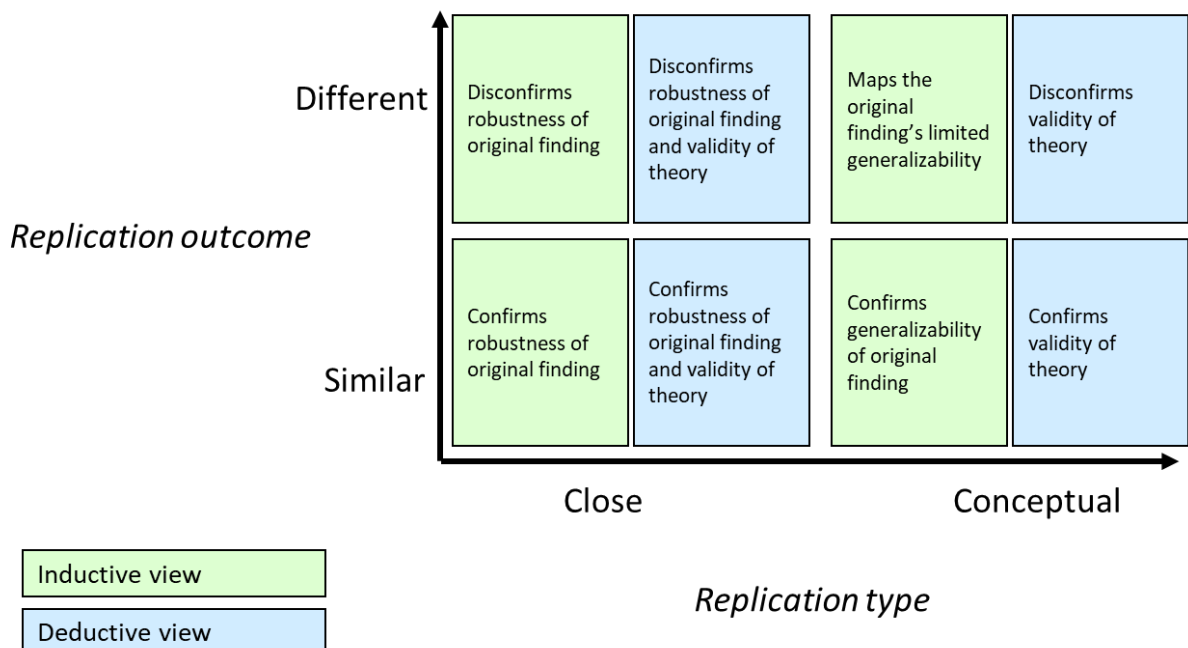 Different
Disconfirms
robustness of
original finding
Disconfirms
robustness of
original finding
and validity of
theory
Maps the
original
finding’s limited
generalizability
Disconfirms
validity of
theory
Replication outcome
Similar
Confirms
robustness of
original finding
Confirms
robustness of
original finding
and validity of
theory
Confirms
generalizability
of original
finding
Confirms
validity of
theory
Close
Conceptual
Replication type
Inductive view
Deductive view